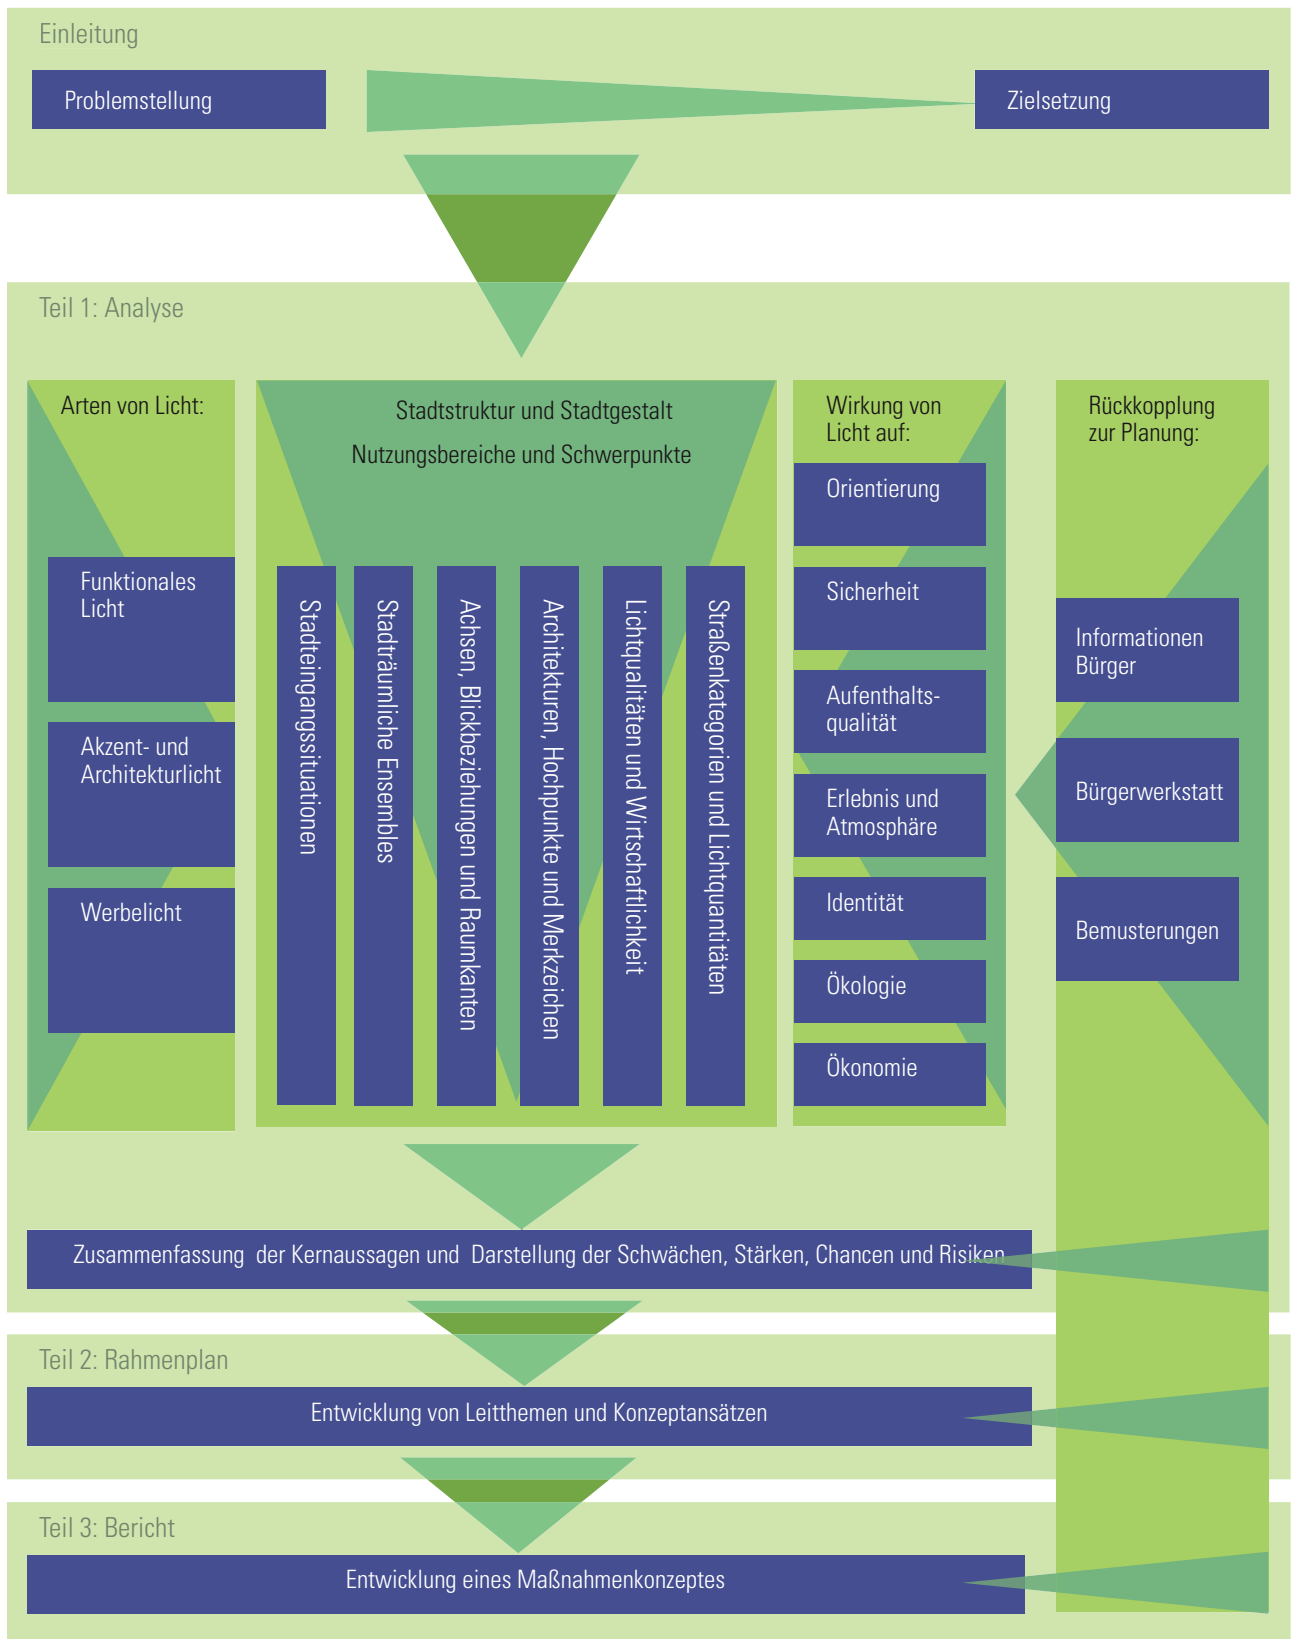 Einleitung
Problemstellung
Zielsetzung
Teil 1: Analyse
Arten von Licht:
Funktionales
Licht
Akzent- und
Architekturlicht
Werbelicht
Stadtstruktur und Stadtgestalt
Nutzungsbereiche und Schwerpunkte
Stadteingangssituationen
Stadträumliche Ensembles
Achsen, Blickbeziehungen und Raumkanten
Architekturen, Hochpunkte und Merkzeichen
Lichtqualitäten und Wirtschaftlichkeit
Straßenkategorien und Lichtquantitäten
Wirkung von
Licht auf:
Orientierung
Sicherheit
Aufenthalts-
qualität
Erlebnis und
Atmosphäre
Identität
Ökologie
Ökonomie
Rückkopplung
zur Planung:
Informationen
Bürger
Bürgerwerkstatt
Bemusterungen
Zusammenfassung der Kernaussagen und Darstellung der Schwächen, Stärken, Chancen und Risiken
Teil 2: Rahmenplan
Entwicklung von Leitthemen und Konzeptansätzen
Teil 3: Bericht
Entwicklung eines Maßnahmenkonzeptes